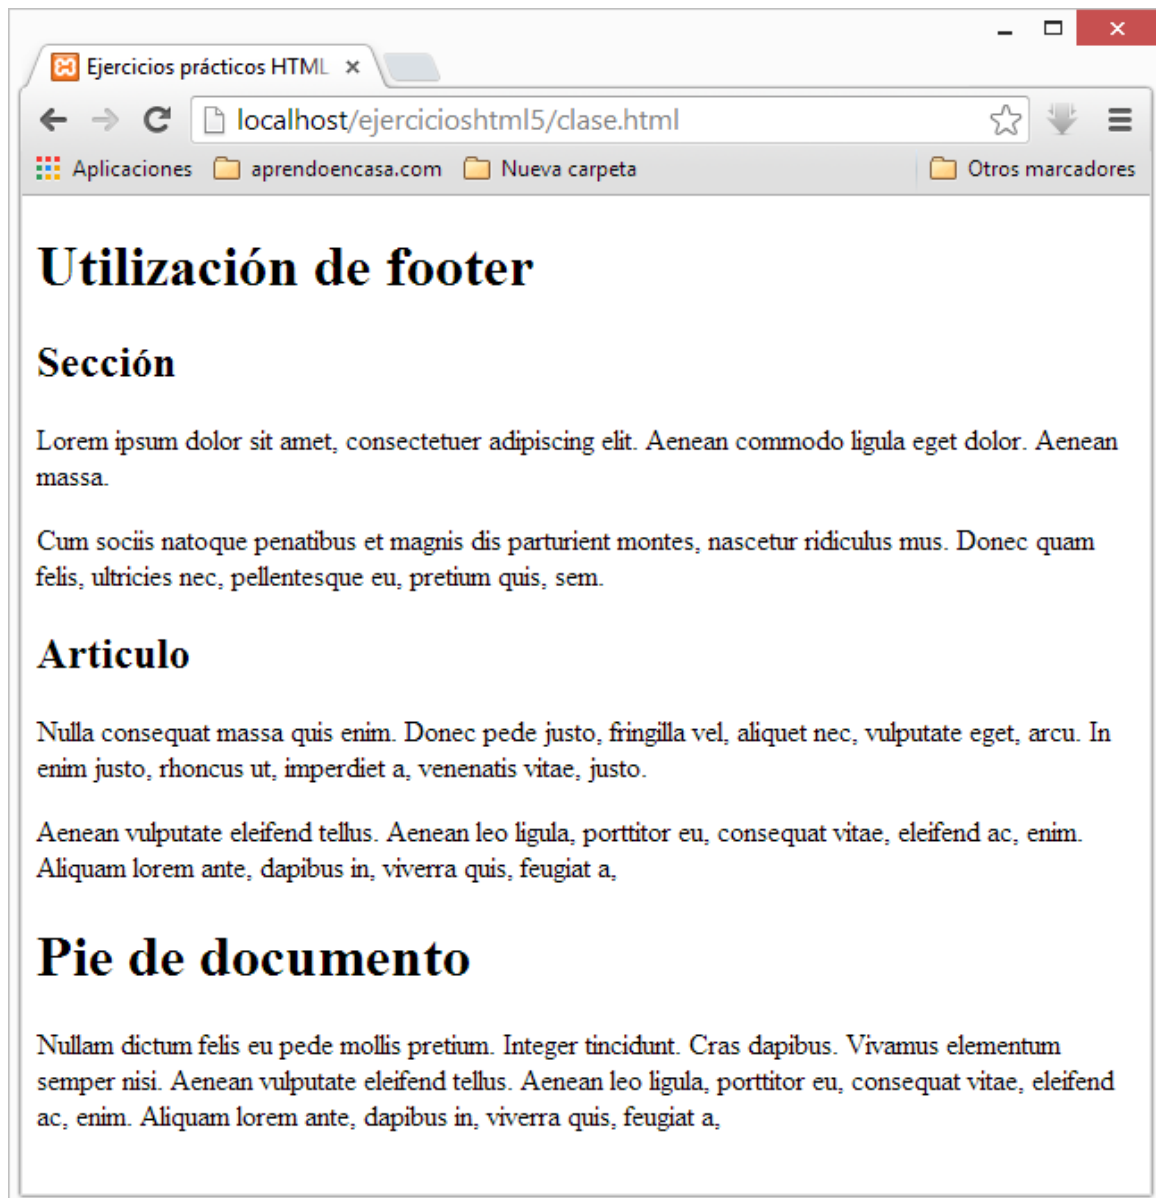 Ejercicios prácticos HTML
localhost/ejercicioshtml5/clase.html
Aplicaciones aprendoencasa.com Nueva carpeta Otros marcadores
Utilización de footer
Sección
Lorem ipsum dolor sit amet, consectetuer adipiscing elit. Aenean commodo ligula eget dolor. Aenean
massa.
Cum sociis natoque penatibus et magnis dis parturient montes, nascetur ridiculus mus. Donec quam
felis, ultricies nec, pellentesque eu, pretium quis, sem.
Articulo
Nulla consequat massa quis enim. Donec pede justo, fringilla vel, aliquet nec, vulputate eget, arcu. In
enim justo, rhoncus ut, imperdiet a, venenatis vitae, justo.
Aenean vulputate eleifend tellus. Aenean leo ligula, porttitor eu, consequat vitae, eleifend ac, enim.
Aliquam lorem ante, dapibus in, viverra quis, feugiat a,
Pie de documento
Nullam dictum felis eu pede mollis pretium. Integer tincidunt. Cras dapibus. Vivamus elementum
semper nisi. Aenean vulputate eleifend tellus. Aenean leo ligula, porttitor eu, consequat vitae, eleifend
ac, enim. Aliquam lorem ante, dapibus in, viverra quis, feugiat a,